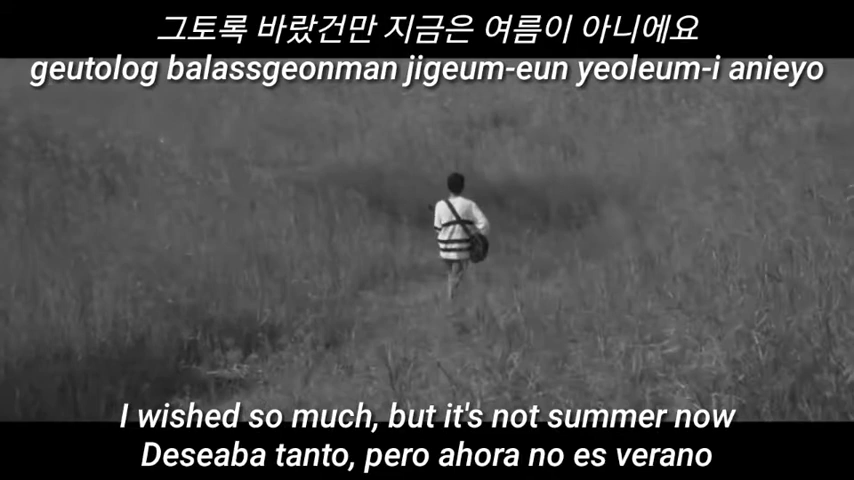 그토록 바랐건만 지금은 여름이 아니에요
geutolog balassgeonman jigeum-eun yeoleum-i anieyo
I wished so much, but it's not summer now
Deseaba tanto, pero ahora no es verano